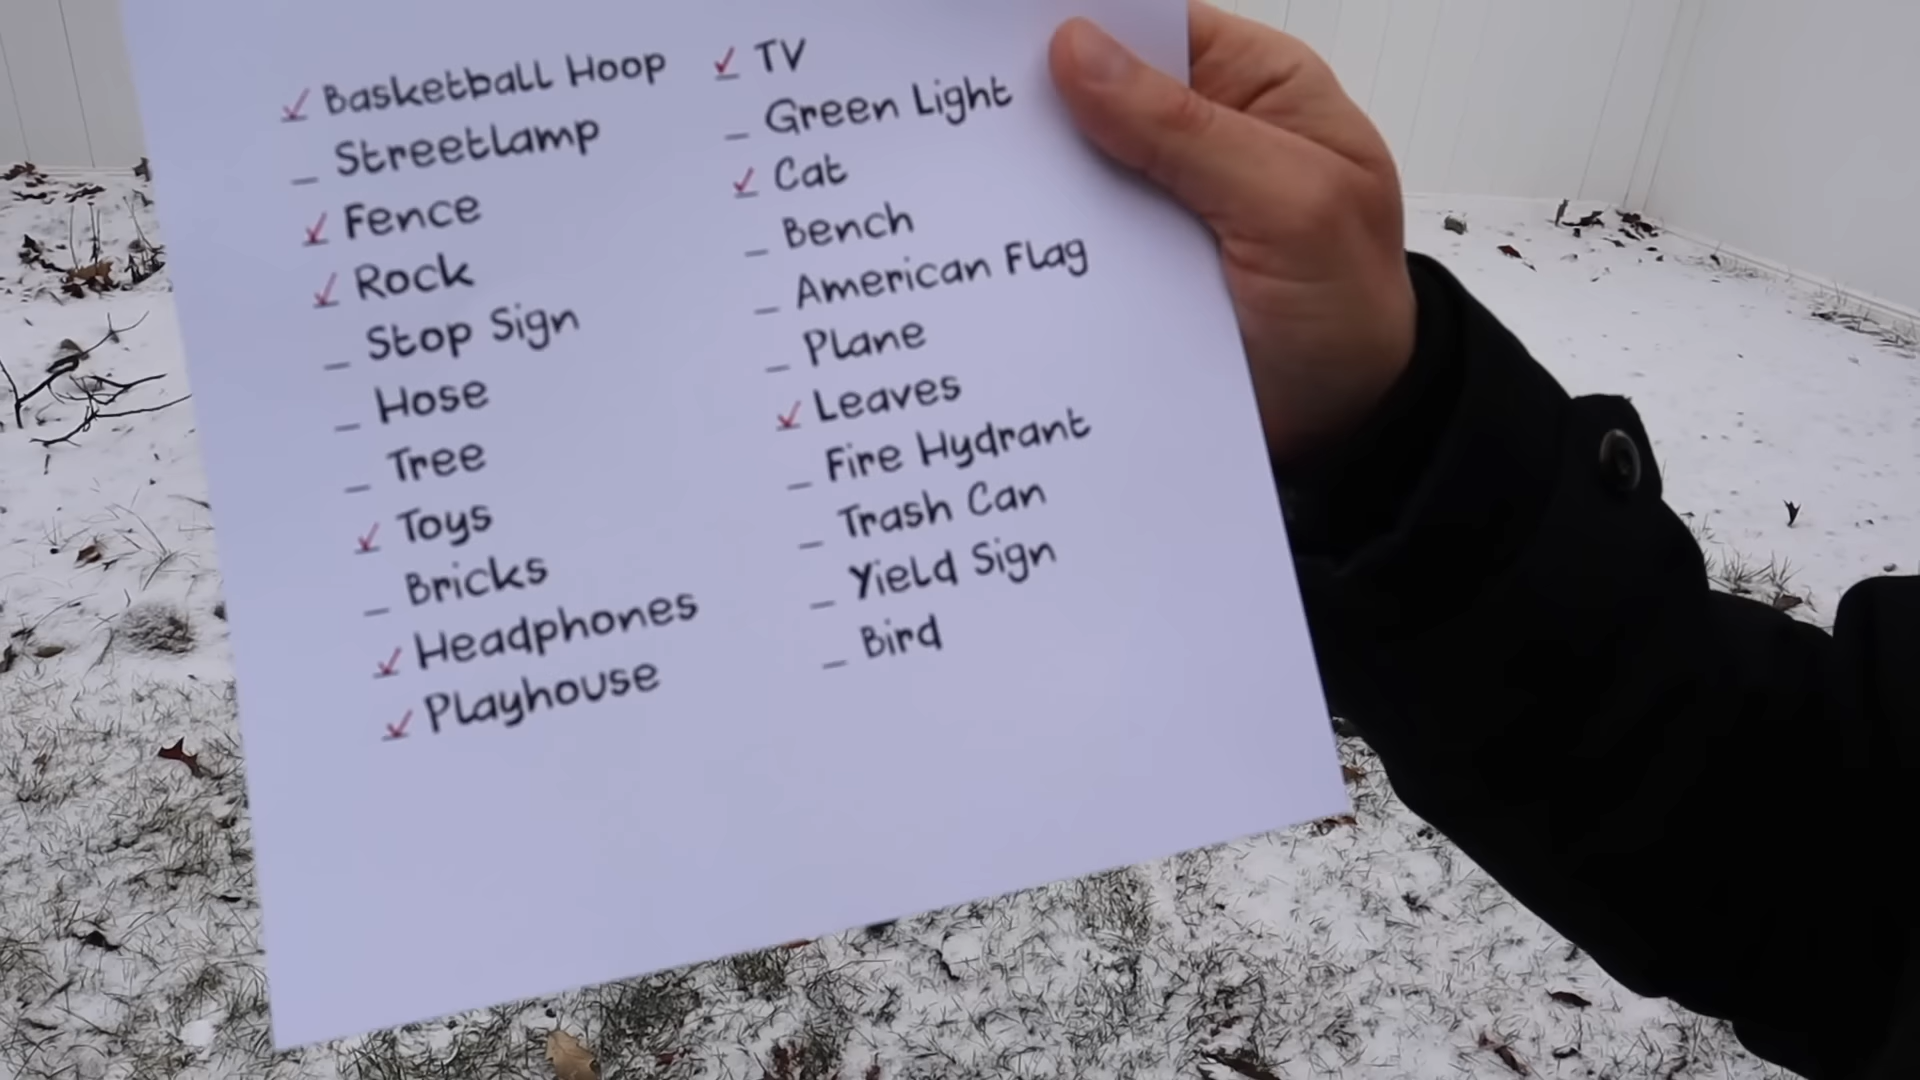 ✓ Basketball Hoop
_ Streetlamp
✓ Fence
✓ Rock
_ Stop Sign
_ Hose
_ Tree
✓ Toys
_ Bricks
✓ Headphones
✓ Playhouse
✓ TV
_ Green Light
✓ Cat
_ Bench
_ American Flag
_ Plane
✓ Leaves
_ Fire Hydrant
_ Trash Can
_ Yield Sign
_ Bird